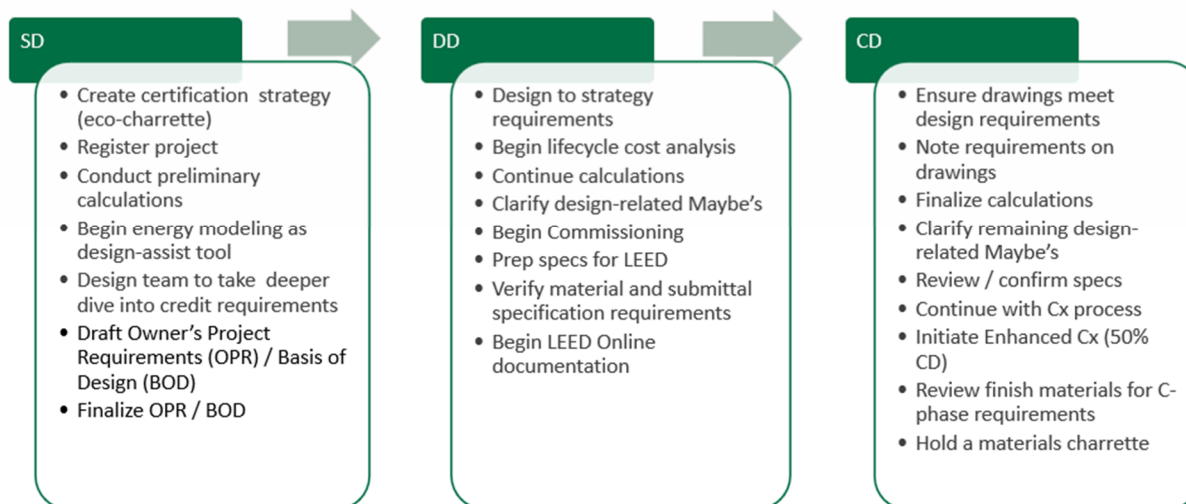 SD
• Create certification strategy
(eco-charrette)
• Register project
• Conduct preliminary
calculations
• Begin energy modeling as
design-assist tool
• Design team to take deeper
dive into credit requirements
• Draft Owner's Project
Requirements (OPR) / Basis of
Design (BOD)
• Finalize OPR / BOD
DD
• Design to strategy
requirements
• Begin lifecycle cost analysis
• Continue calculations
• Clarify design-related Maybe's
• Begin Commissioning
• Prep specs for LEED
• Verify material and submittal
specification requirements
• Begin LEED Online
documentation
CD
• Ensure drawings meet
design requirements
• Note requirements on
drawings
• Finalize calculations
• Clarify remaining design-
related Maybe's
• Review / confirm specs
• Continue with Cx process
• Initiate Enhanced Cx (50%
CD)
• Review finish materials for C-
phase requirements
• Hold a materials charrette